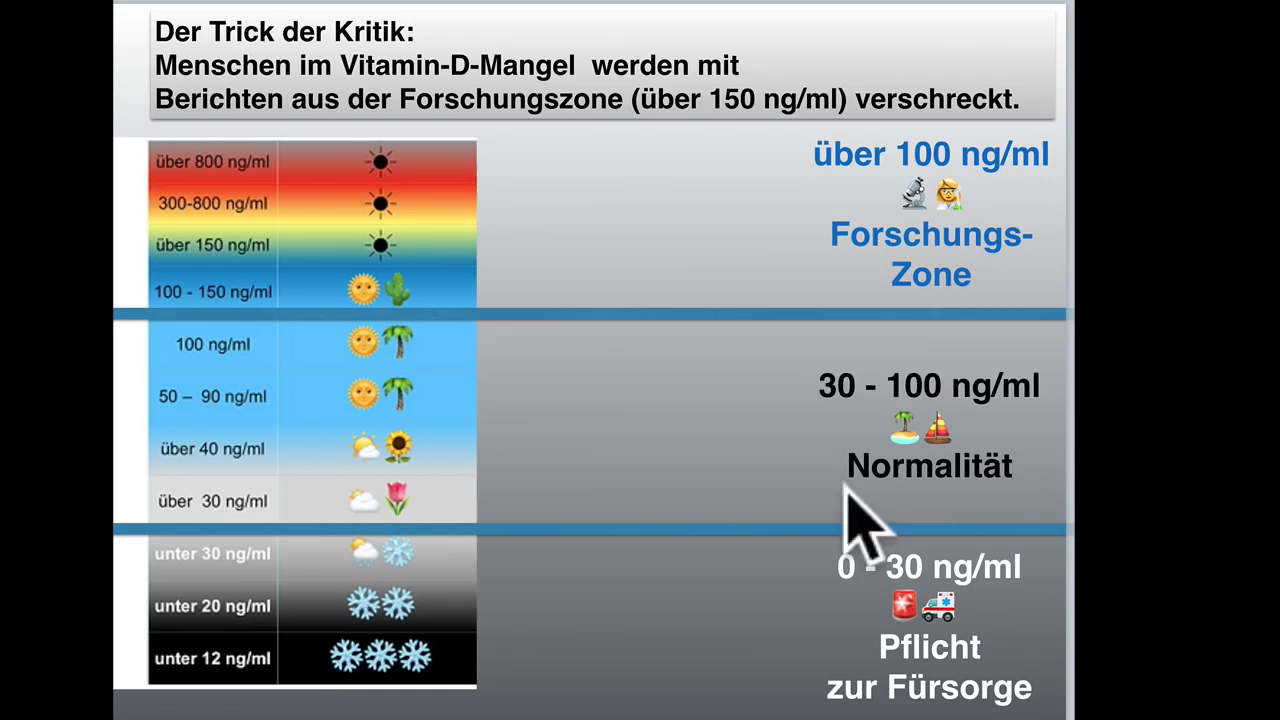 Der Trick der Kritik:
Menschen im Vitamin-D-Mangel werden mit
Berichten aus der Forschungszone (über 150 ng/ml) verschreckt.
über 800 ng/ml
300-800 ng/ml
über 150 ng/ml
100 - 150 ng/ml
100 ng/ml
50 – 90 ng/ml
über 40 ng/ml
über 30 ng/ml
unter 30 ng/ml
unter 20 ng/ml
unter 12 ng/ml
über 100 ng/ml
Forschungs-
Zone
30 - 100 ng/ml
Normalität
0 - 30 ng/ml
Pflicht
zur Fürsorge